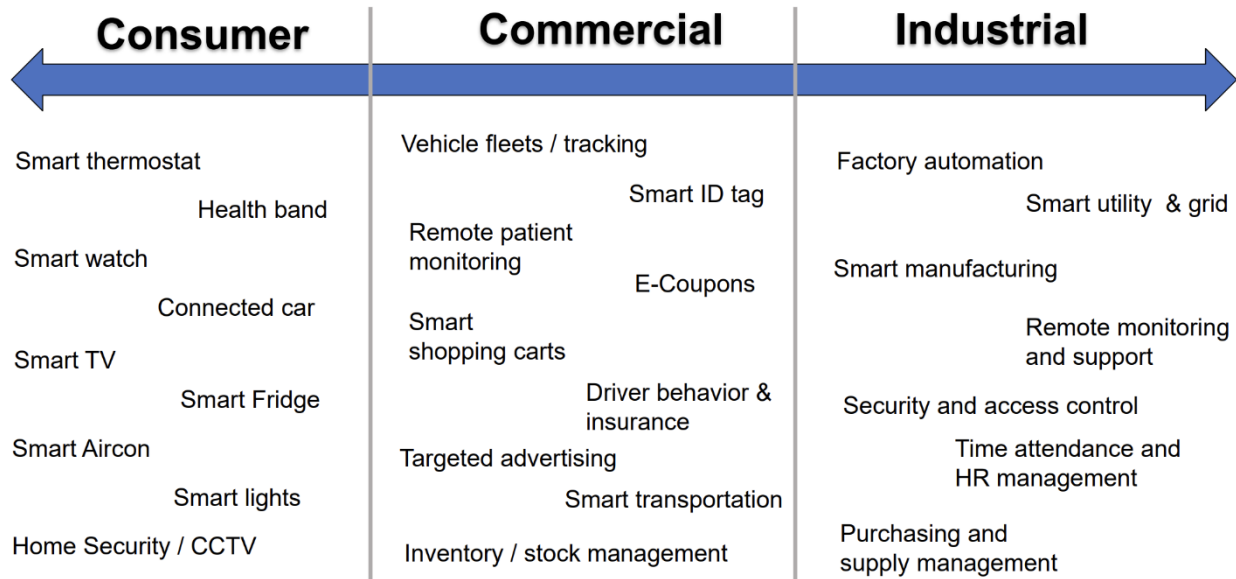 Consumer
Commercial
Industrial
Smart thermostat
Health band
Smart watch
Connected car
Smart TV
Smart Fridge
Smart Aircon
Smart lights
Home Security / CCTV
Vehicle fleets / tracking
Smart ID tag
Remote patient
monitoring
E-Coupons
Smart
shopping carts
Driver behavior &
insurance
Targeted advertising
Smart transportation
Inventory / stock management
Factory automation
Smart utility & grid
Smart manufacturing
Remote monitoring
and support
Security and access control
Time attendance and
HR management
Purchasing and
supply management